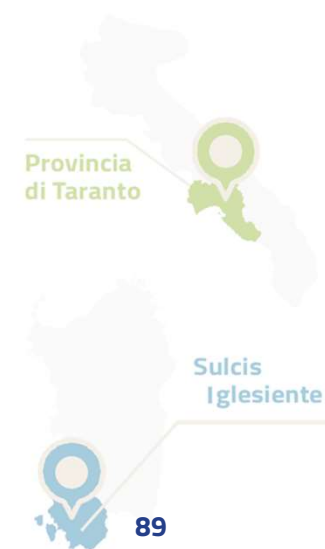 Provincia
di Taranto
Sulcis
Iglesiente
89